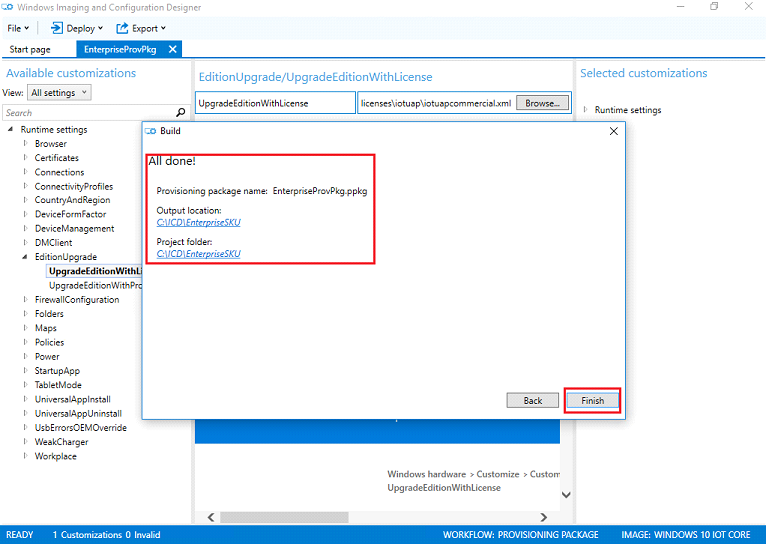 Windows Imaging and Configuration Designer
File Deploy Export
Start page EnterpriseProvPkg
Available customizations
View: All settings
Search
Runtime settings
Browser
Certificates
Connections
ConnectivityProfiles
CountryAndRegion
DeviceFormFactor
DeviceManagement
DMClient
EditionUpgrade
UpgradeEditionWithLi
UpgradeEditionWithPro
FirewallConfiguration
Folders
Maps
Policies
Power
StartupApp
TabletMode
UniversalAppInstall
UniversalAppUninstall
UsbErrorsOEMOverride
WeakCharger
Workplace
EditionUpgrade/UpgradeEditionWithLicense
UpgradeEditionWithLicense licenses\iotuap\iotuapcommercial.xml Browse...
Selected customizations
Runtime settings
Build
All done!
Provisioning package name: EnterpriseProvPkg.ppkg
Output location:
C:\ICD\EnterpriseSKU
Project folder:
C:\ICD\EnterpriseSKU
Back Finish
Windows hardware > Customize > Custom
UpgradeEditionWithLicense
READY 1 Customizations 0 Invalid WORKFLOW: PROVISIONING PACKAGE IMAGE: WINDOWS 10 IOT CORE